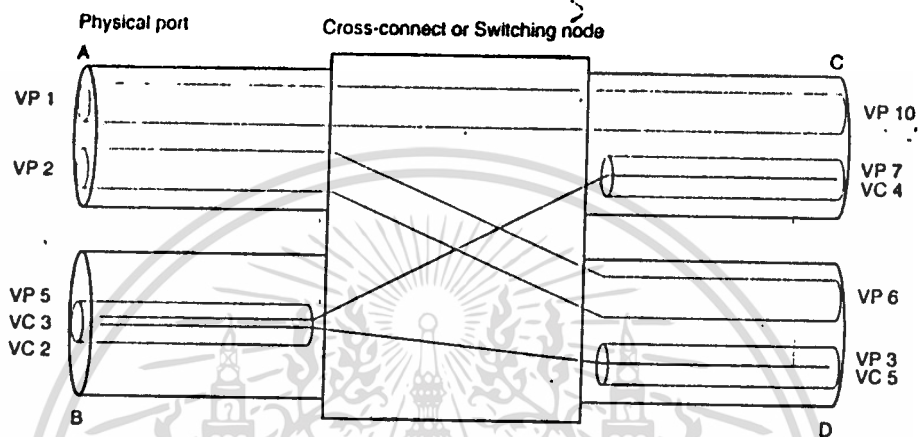 Physical port
Cross-connect or Switching node
A
C
VP 1
VP 10
VP 2
VP 7
VC 4
VP 5
VC 3
VC 2
VP 6
VP 3
VC 5
B
D